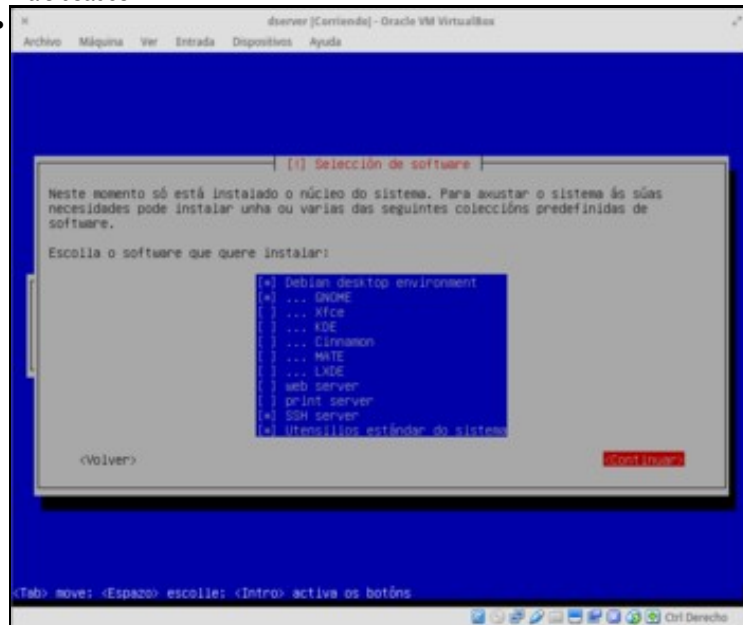 dserver [Corriendo] - Oracle VM VirtualBox
Archivo Máquina Ver Entrada Dispositivos Ayuda
[!] Selección de software
Neste momento só está instalado o núcleo do sistema. Para axustar o sistema ás súas
necesidades pode instalar unha ou varias das seguintes coleccións predefinidas de
software.
Escolla o software que quere instalar:
[*] Debian desktop environment
[*] ... GNOME
[ ] ... Xfce
[ ] ... KDE
[ ] ... Cinnamon
[ ] ... MATE
[ ] ... LXDE
[ ] web server
[ ] print server
[*] SSH server
[*] Utensilios estándar do sistema
<Volver> <Continuar>
<Tab> move; <Espazo> escolle; <Intro> activa os botóns
Ctrl Derecho